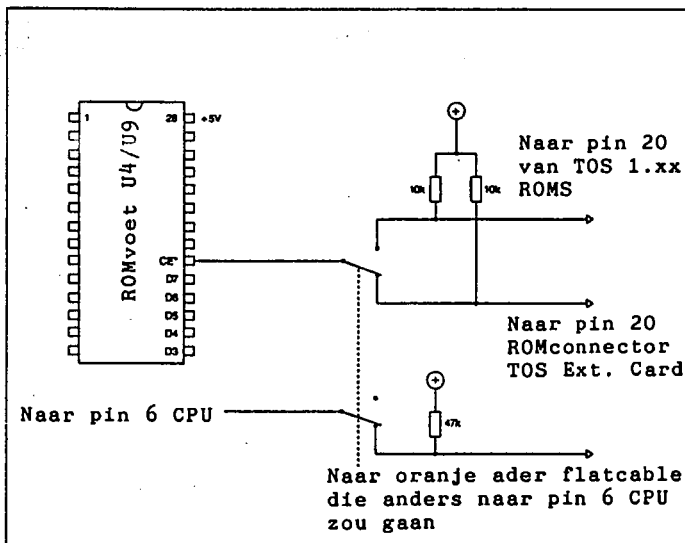 1
28
+5V
ROMvoet U4/U9
CE"
D7
D6
D5
D4
D3
10k
10k
Naar pin 20
van TOS 1.xx
ROMS
Naar pin 20
ROMconnector
TOS Ext. Card
Naar pin 6 CPU
47k
Naar oranje ader flatcable
die anders naar pin 6 CPU
zou gaan